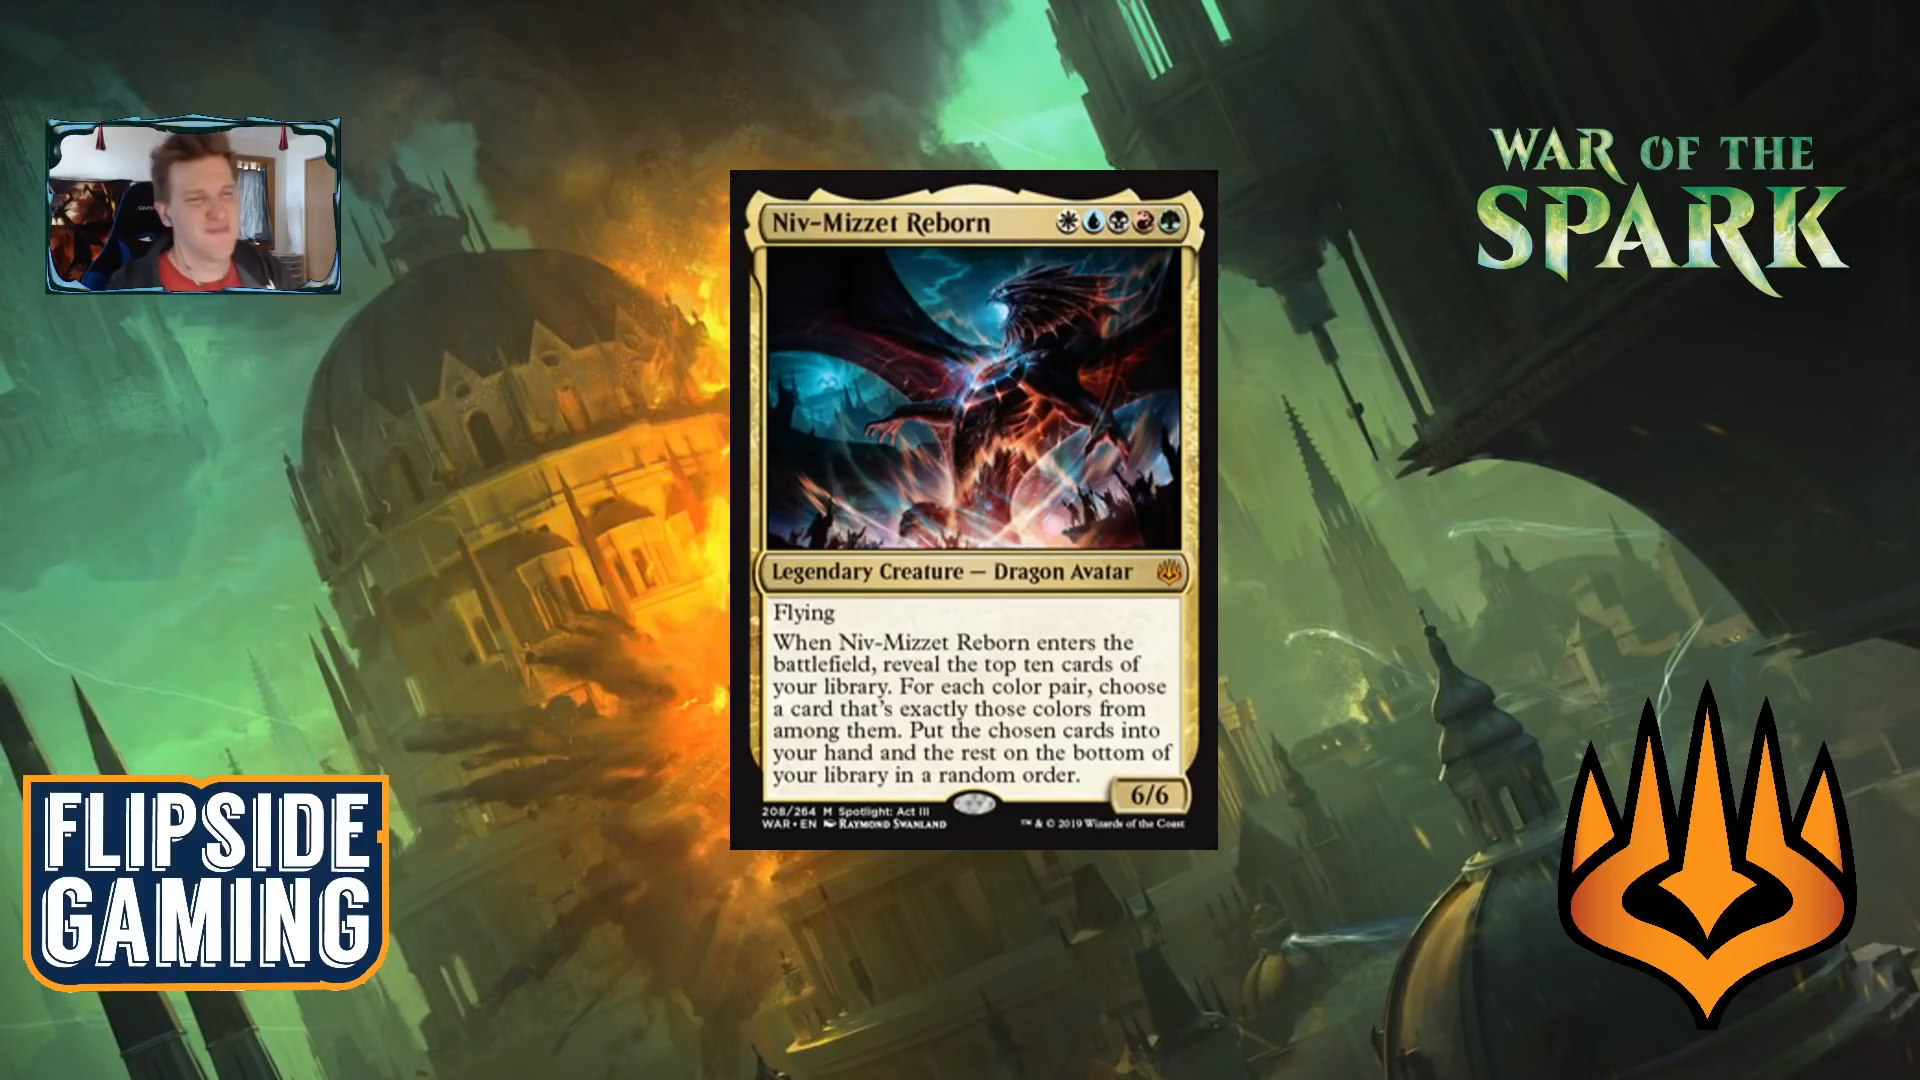 WAR OF THE
SPARK
Niv-Mizzet Reborn
Legendary Creature — Dragon Avatar
Flying
When Niv-Mizzet Reborn enters the
battlefield, reveal the top ten cards of
your library. For each color pair, choose
a card that's exactly those colors from
among them. Put the chosen cards into
your hand and the rest on the bottom of
your library in a random order.
6/6
208/264 M Spotlight: Act III
WAR • EN Raymond Swanland
™ & © 2019 Wizards of the Coast
FLIPSIDE
GAMING